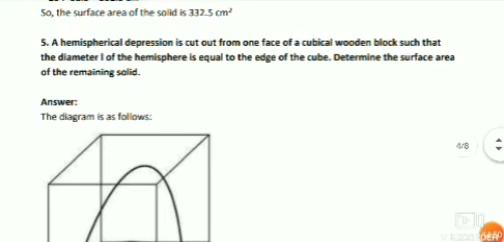 So, the surface area of the solid is 332.5 cm²
5. A hemispherical depression is cut out from one face of a cubical wooden block such that
the diameter l of the hemisphere is equal to the edge of the cube. Determine the surface area
of the remaining solid.
Answer:
The diagram is as follows:
4/8